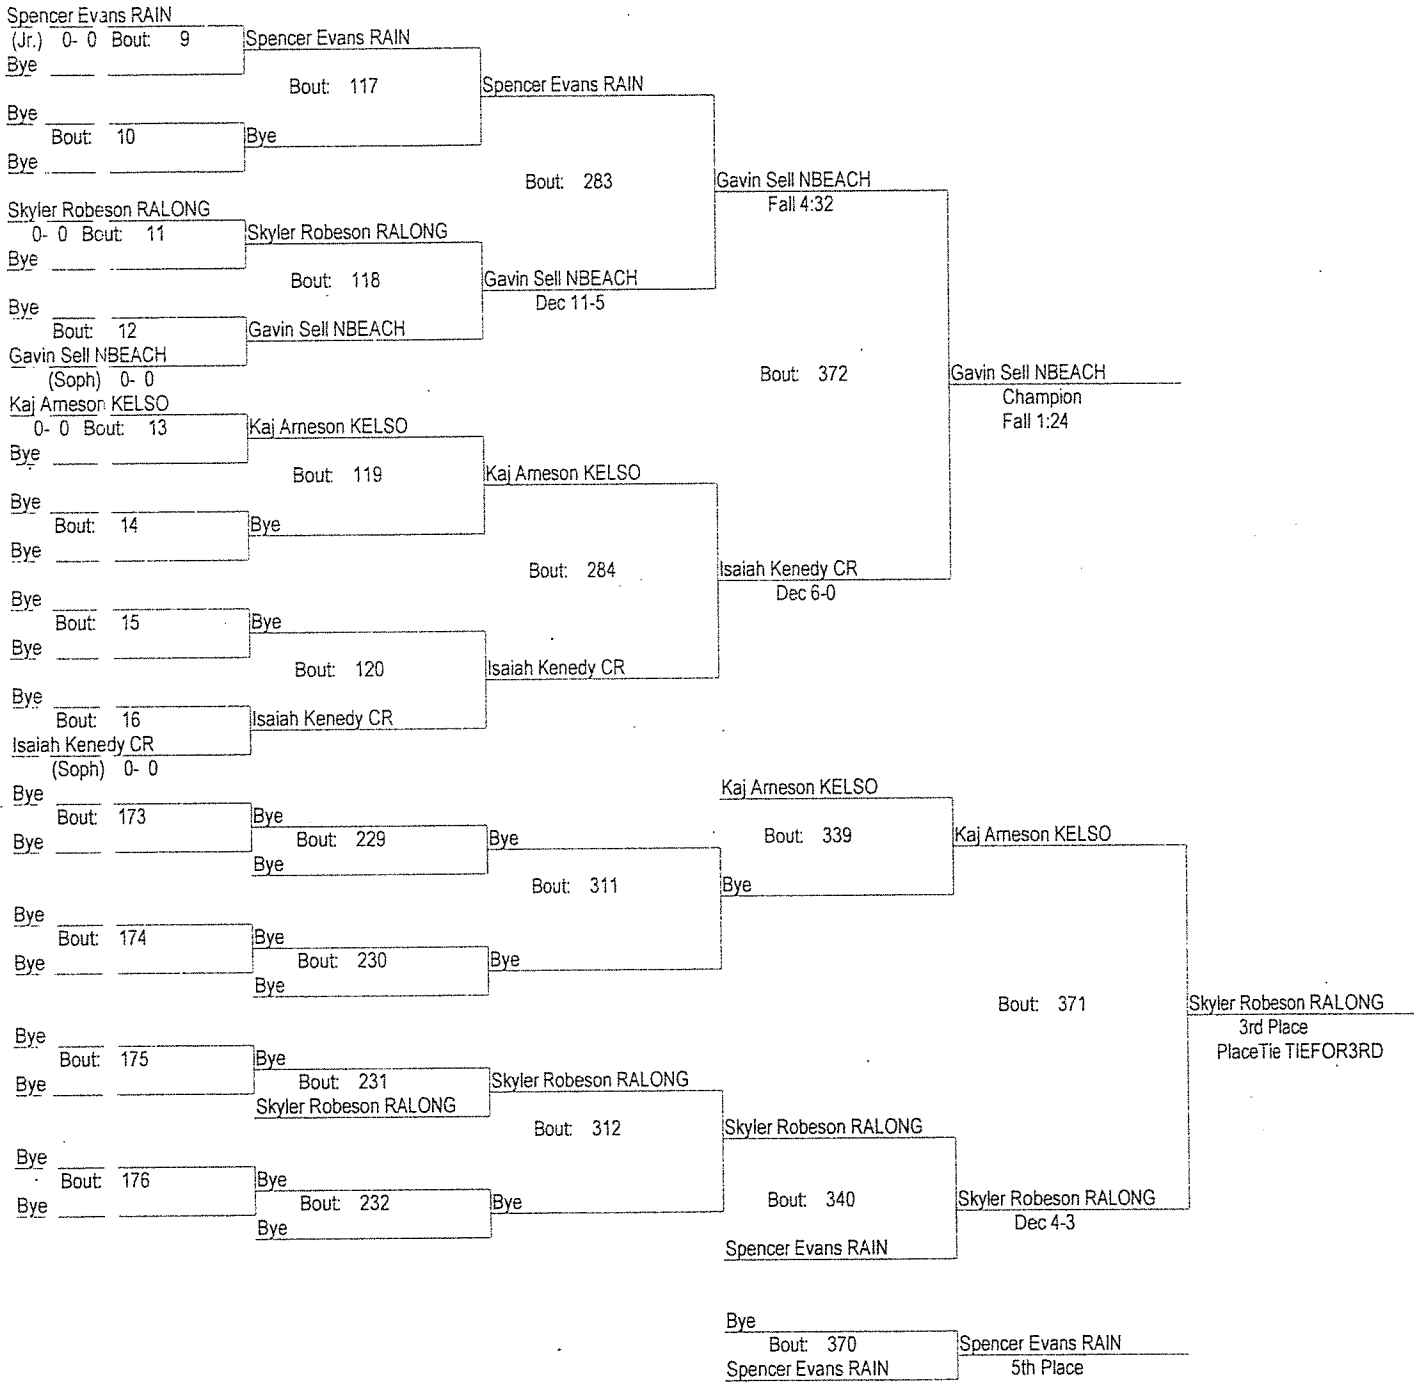 Spencer Evans RAIN
(Jr.) 0- 0 Bout: 9
Bye
Spencer Evans RAIN
Bout: 117
Bye
Bout: 10
Bye
Bye
Spencer Evans RAIN
Bout: 283
Skyler Robeson RALONG
0- 0 Bout: 11
Bye
Skyler Robeson RALONG
Bout: 118
Bye
Bout: 12
Gavin Sell NBEACH
(Soph) 0- 0
Gavin Sell NBEACH
Gavin Sell NBEACH
Dec 11-5
Gavin Sell NBEACH
Fall 4:32
Bout: 372
Gavin Sell NBEACH
Champion
Fall 1:24
Kaj Arneson KELSO
0- 0 Bout: 13
Bye
Kaj Arneson KELSO
Bout: 119
Bye
Bout: 14
Bye
Bye
Kaj Arneson KELSO
Bout: 284
Bye
Bout: 15
Bye
Bye
Bout: 120
Bye
Bout: 16
Isaiah Kenedy CR
(Soph) 0- 0
Isaiah Kenedy CR
Isaiah Kenedy CR
Isaiah Kenedy CR
Dec 6-0
Bye
Bout: 173
Bye
Bye
Bout: 229
Bye
Bye
Bout: 311
Bye
Bout: 174
Bye
Bye
Bout: 230
Bye
Bye
Kaj Arneson KELSO
Bout: 339
Bye
Kaj Arneson KELSO
Bout: 371
Bye
Bout: 175
Bye
Bye
Bout: 231
Skyler Robeson RALONG
Skyler Robeson RALONG
Bout: 312
Bye
Bout: 176
Bye
Bye
Bout: 232
Bye
Bye
Skyler Robeson RALONG
Bout: 340
Spencer Evans RAIN
Skyler Robeson RALONG
Dec 4-3
Skyler Robeson RALONG
3rd Place
PlaceTie TIEFOR3RD
Bye
Bout: 370
Spencer Evans RAIN
Spencer Evans RAIN
5th Place